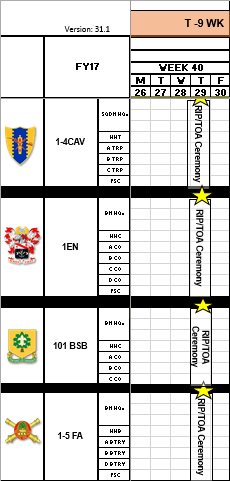 Version: 31.1
T -9 WK
FY17
WEEK 40
M T W T F
26 27 28 29 30
1-4CAV
SQDN HQs
HHT
A TRP
B TRP
C TRP
FSC
RIP/TOA Ceremony
1EN
BN HQs
HHC
A CO
B CO
C CO
D CO
FSC
RIP/TOA Ceremony
101 BSB
BN HQs
HHC
A CO
B CO
C CO
RIP/TOA
Ceremony
1-5 FA
BN HQs
HHB
A BTRY
B BTRY
FSC
RIP/TOA Ceremony